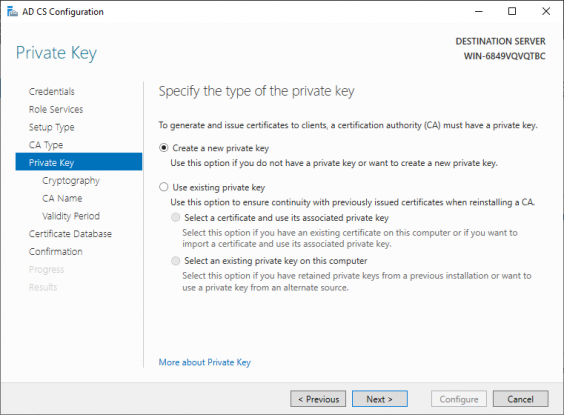 AD CS Configuration
Private Key
DESTINATION SERVER
WIN-6849VQVQTBC
Credentials
Role Services
Setup Type
CA Type
Private Key
Cryptography
CA Name
Validity Period
Certificate Database
Confirmation
Progress
Results
Specify the type of the private key
To generate and issue certificates to clients, a certification authority (CA) must have a private key.
Create a new private key
Use this option if you do not have a private key or want to create a new private key.
Use existing private key
Use this option to ensure continuity with previously issued certificates when reinstalling a CA.
Select a certificate and use its associated private key
Select this option if you have an existing certificate on this computer or if you want to
import a certificate and use its associated private key.
Select an existing private key on this computer
Select this option if you have retained private keys from a previous installation or want to
use a private key from an alternate source.
More about Private Key
< Previous
Next >
Configure
Cancel